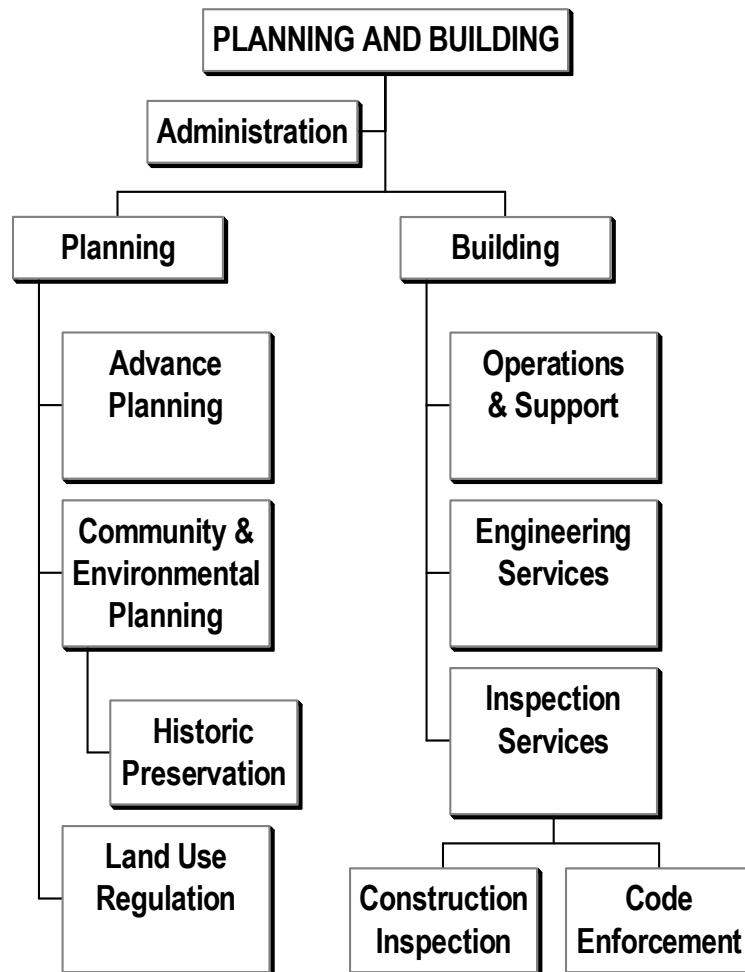 PLANNING AND BUILDING
Administration
Planning
Building
Advance
Planning
Operations
& Support
Community &
Environmental
Planning
Engineering
Services
Historic
Preservation
Inspection
Services
Land Use
Regulation
Construction
Inspection
Code
Enforcement